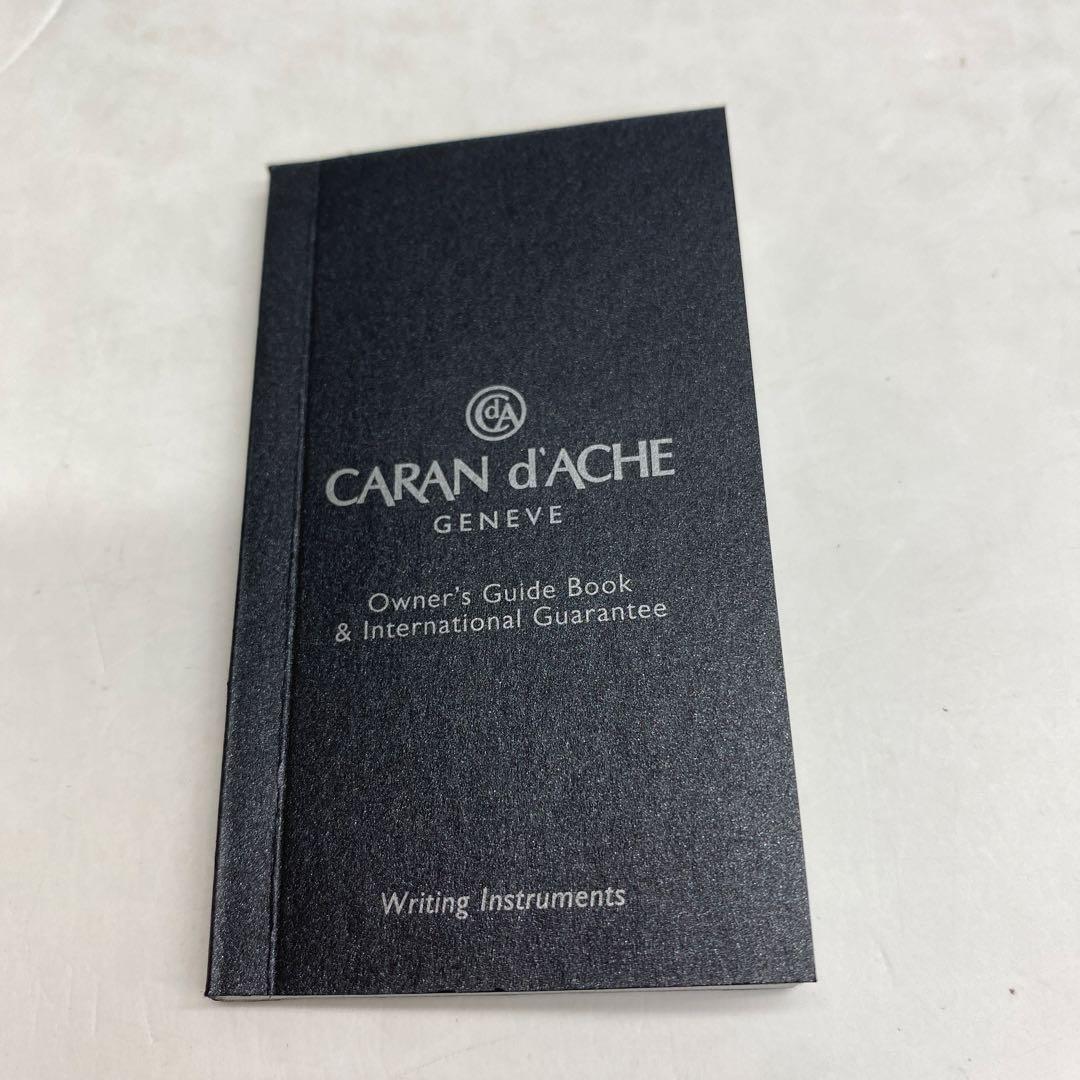 CdA
CARAN d'ACHE
GENEVE
Owner's Guide Book
& International Guarantee
Writing Instruments